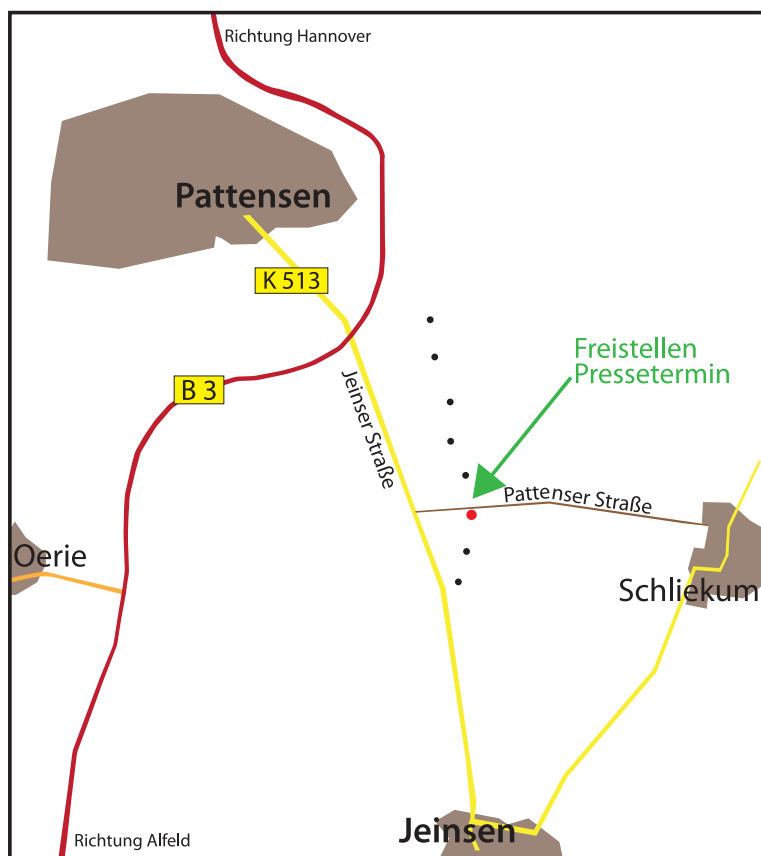 Richtung Hannover
Pattensen
K 513
Freistellen
Pressetermin
B 3
Jeinser Straße
Pattenser Straße
Oerie
Schliekum
Jeinsen
Richtung Alfeld